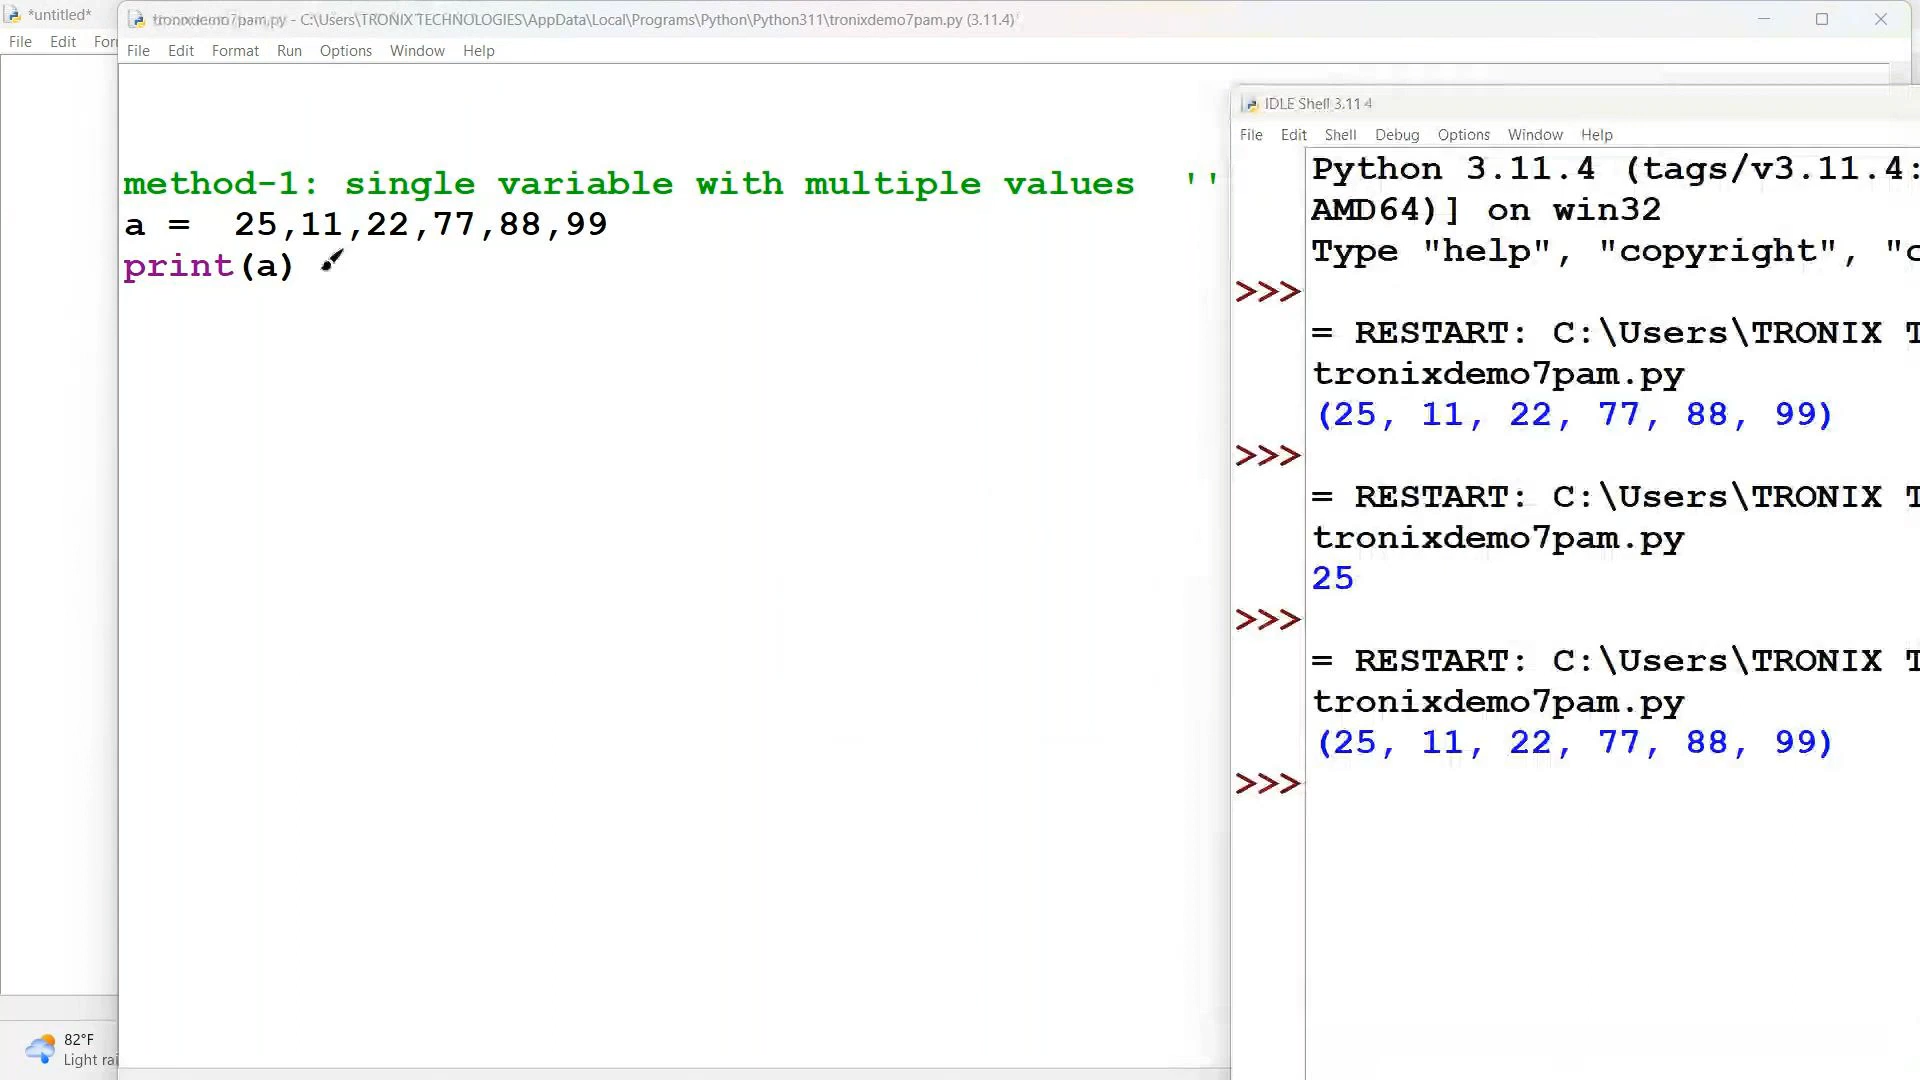 *untitled*
File Edit
tronixdemo7pam.py - C:\Users\TRONIX TECHNOLOGIES\AppData\Local\Programs\Python\Python311\tronixdemo7pam.py (3.11.4)
File Edit Format Run Options Window Help
method-1: single variable with multiple values ''
a = 25,11,22,77,88,99
print(a)
82°F
Light rai
IDLE Shell 3.11.4
File Edit Shell Debug Options Window Help
Python 3.11.4 (tags/v3.11.4:
AMD64)] on win32
Type "help", "copyright", "c
>>>
= RESTART: C:\Users\TRONIX T
tronixdemo7pam.py
(25, 11, 22, 77, 88, 99)
>>>
= RESTART: C:\Users\TRONIX T
tronixdemo7pam.py
25
>>>
= RESTART: C:\Users\TRONIX T
tronixdemo7pam.py
(25, 11, 22, 77, 88, 99)
>>>